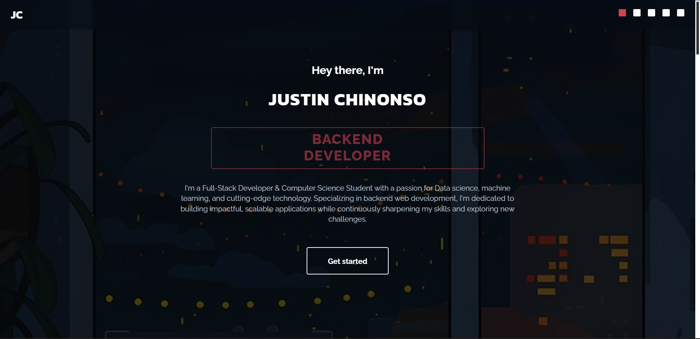 JC
Hey there, I'm
JUSTIN CHINONSO
BACKEND
DEVELOPER
I'm a Full-Stack Developer & Computer Science Student with a passion for Data science, machine
learning, and cutting-edge technology. Specializing in backend web development, I'm dedicated to
building impactful, scalable applications while continuously sharpening my skills and exploring new
challenges.
Get started